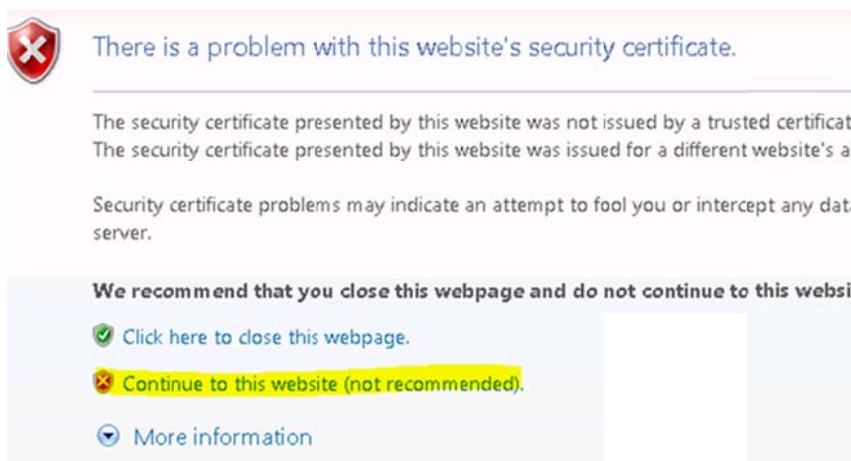 There is a problem with this website's security certificate.
The security certificate presented by this website was not issued by a trusted
The security certificate presented by this website was issued for a different website's
Security certificate problems may indicate an attempt to fool you or intercept any
server.
We recommend that you close this webpage and do not continue to this
Click here to close this webpage.
Continue to this website (not recommended).
More information